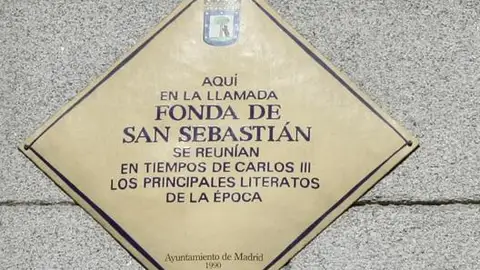 AQUÍ
EN LA LLAMADA
FONDA DE
SAN SEBASTIÁN
SE REUNÍAN
EN TIEMPOS DE CARLOS III
LOS PRINCIPALES LITERATOS
DE LA ÉPOCA
Ayuntamiento de Madrid
1990